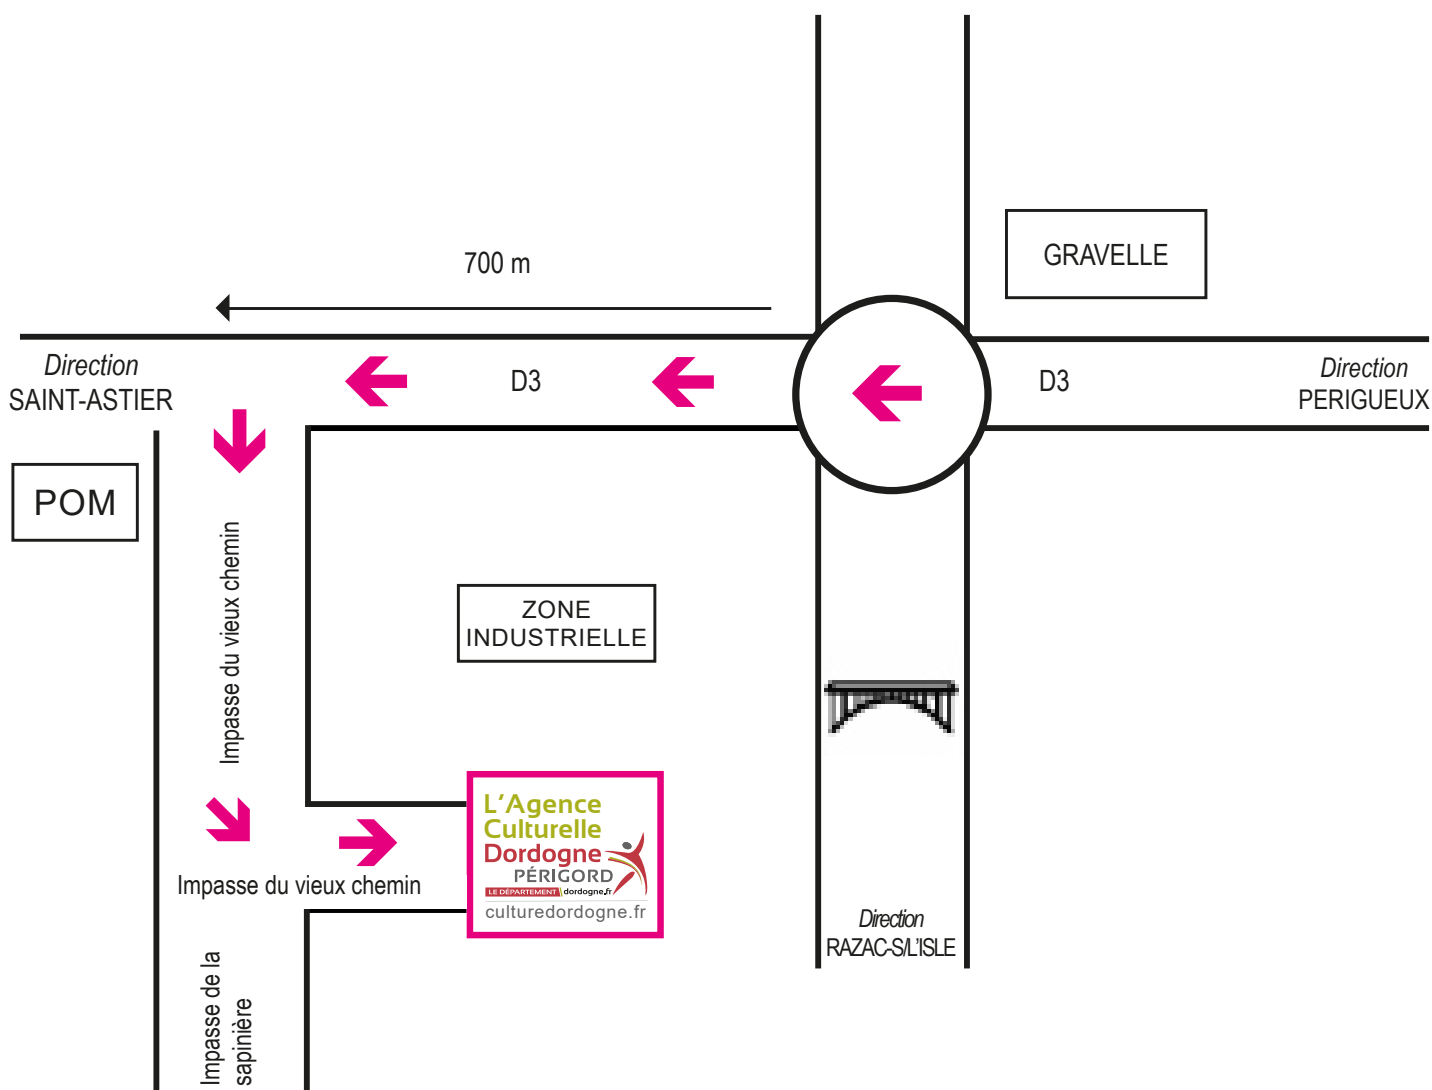 GRAVELLE
700 m
Direction
SAINT-ASTIER
D3
D3
Direction
PERIGUEUX
POM
Impasse du vieux chemin
ZONE
INDUSTRIELLE
L'Agence
Culturelle
Dordogne
PÉRIGORD
LE DÉPARTEMENT dordogne.fr
culturedordogne.fr
Impasse du vieux chemin
Direction
RAZAC-S/L'ISLE
Impasse de la
sapinière